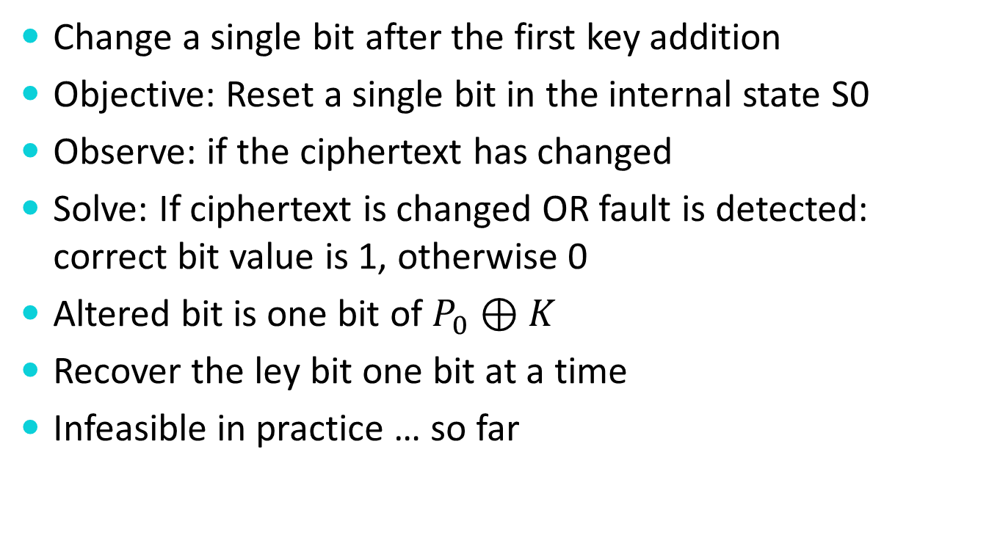 • Change a single bit after the first key addition
• Objective: Reset a single bit in the internal state S0
• Observe: if the ciphertext has changed
• Solve: If ciphertext is changed OR fault is detected:
correct bit value is 1, otherwise 0
• Altered bit is one bit of P₀ ⊕ K
• Recover the ley bit one bit at a time
• Infeasible in practice … so far